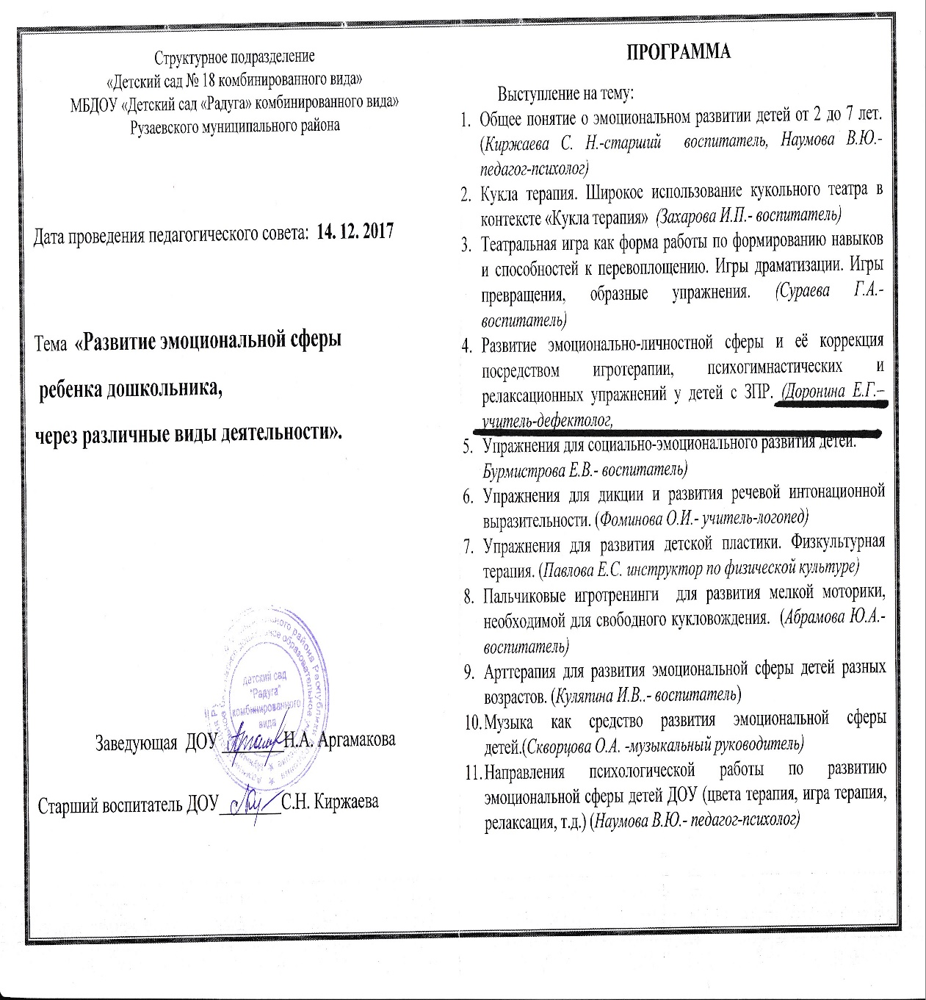 Структурное подразделение
«Детский сад № 18 комбинированного вида»
МБДОУ «Детский сад «Радуга» комбинированного вида»
Рузаевского муниципального района
Дата проведения педагогического совета: 14. 12. 2017
Тема «Развитие эмоциональной сферы
ребенка дошкольника,
через различные виды деятельности».
детский сад
"Радуга"
комбинированного
вида
Заведующая ДОУ ________Н.А. Аргамакова
Старший воспитатель ДОУ________С.Н. Киржаева
ПРОГРАММА
Выступление на тему:
1. Общее понятие о эмоциональном развитии детей от 2 до 7 лет.
(Киржаева С. Н.-старший воспитатель, Наумова В.Ю.-
педагог-психолог)
2. Кукла терапия. Широкое использование кукольного театра в
контексте «Кукла терапия» (Захарова И.П.- воспитатель)
3. Театральная игра как форма работы по формированию навыков
и способностей к перевоплощению. Игры драматизации. Игры
превращения, образные упражнения. (Сураева Г.А.-
воспитатель)
4. Развитие эмоционально-личностной сферы и её коррекция
посредством игротерапии, психогимнастических и
релаксационных упражнений у детей с ЗПР. (Доронина Е.Г.–
учитель-дефектолог,
5. Упражнения для социально-эмоционального развития детей.
Бурмистрова Е.В.- воспитатель)
6. Упражнения для дикции и развития речевой интонационной
выразительности. (Фоминова О.И.- учитель-логопед)
7. Упражнения для развития детской пластики. Физкультурная
терапия. (Павлова Е.С. инструктор по физической культуре)
8. Пальчиковые игротренинги для развития мелкой моторики,
необходимой для свободного кукловождения. (Абрамова Ю.А.-
воспитатель)
9. Арттерапия для развития эмоциональной сферы детей разных
возрастов. (Куляпина И.В..- воспитатель)
10.Музыка как средство развития эмоциональной сферы
детей.(Скворцова О.А. -музыкальный руководитель)
11.Направления психологической работы по развитию
эмоциональной сферы детей ДОУ (цвета терапия, игра терапия,
релаксация, т.д.) (Наумова В.Ю.- педагог-психолог)